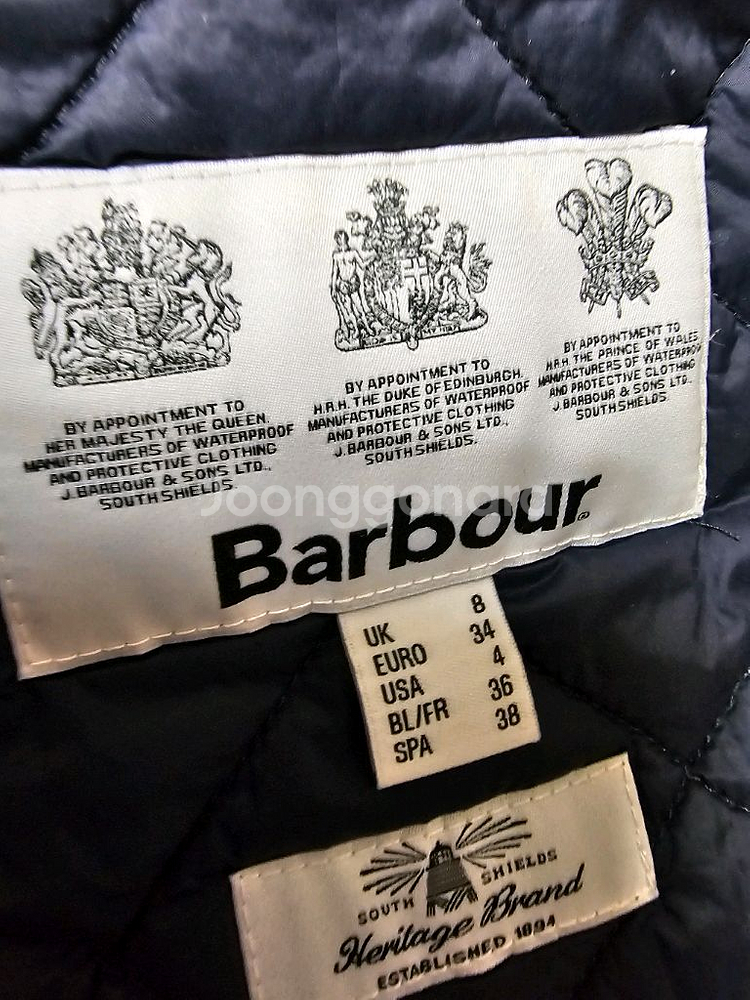 BY APPOINTMENT TO
HER MAJESTY THE QUEEN.
MANUFACTURERS OF WATERPROOF
AND PROTECTIVE CLOTHING
J. BARBOUR & SONS LTD.,
SOUTH SHIELDS.
BY APPOINTMENT TO
H.R.H. THE DUKE OF EDINBURGH.
MANUFACTURERS OF WATERPROOF
AND PROTECTIVE CLOTHING
J. BARBOUR & SONS LTD.,
SOUTH SHIELDS.
BY APPOINTMENT TO
H.R.H. THE PRINCE OF WALES
MANUFACTURERS OF WATERPROOF
AND PROTECTIVE CLOTHING
J. BARBOUR & SONS LTD.,
SOUTH SHIELDS.
Joonggonara
Barbour®
UK 8
EURO 34
USA 4
BL/FR 36
SPA 38
SOUTH SHIELDS
Heritage Brand
ESTABLISHED 1894